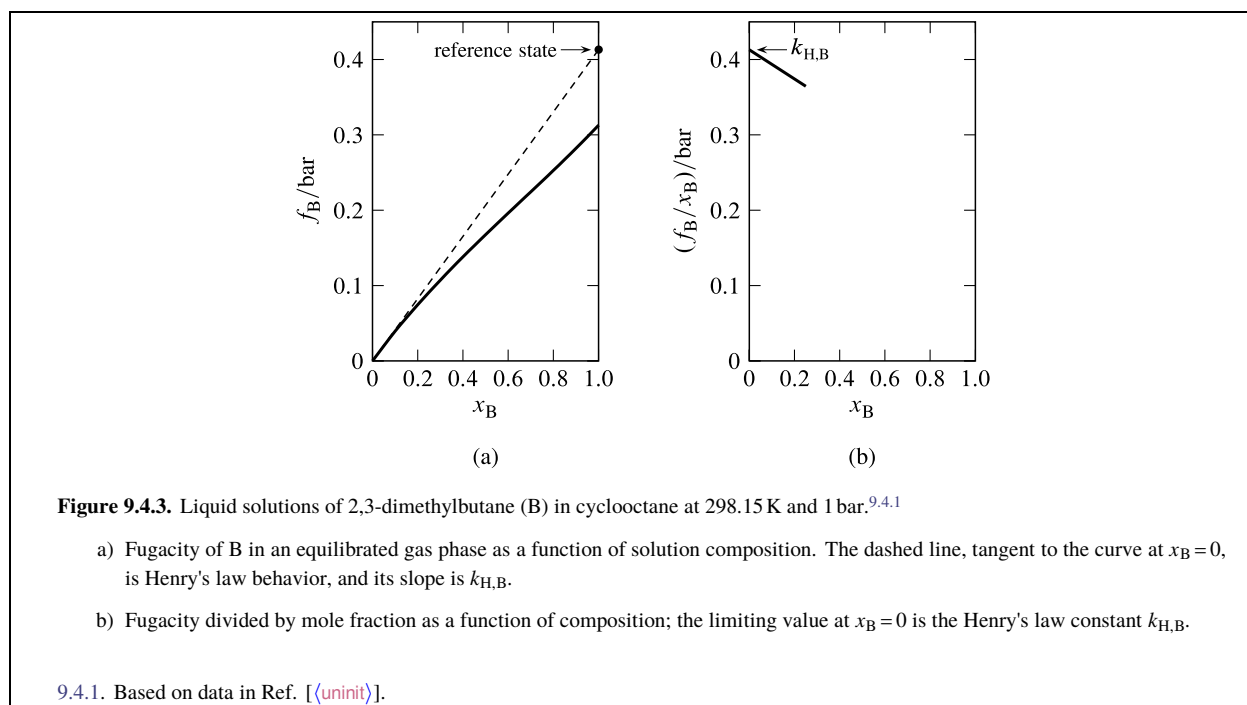 reference state
0.4
0.3
0.2
0.1
0
f_B/bar
0 0.2 0.4 0.6 0.8 1.0
x_B
(a)
k_H,B
0.4
0.3
0.2
0.1
0
(f_B/x_B)/bar
0 0.2 0.4 0.6 0.8 1.0
x_B
(b)
Figure 9.4.3. Liquid solutions of 2,3-dimethylbutane (B) in cyclooctane at 298.15 K and 1 bar.9.4.1
a) Fugacity of B in an equilibrated gas phase as a function of solution composition. The dashed line, tangent to the curve at x_B = 0,
is Henry's law behavior, and its slope is k_H,B.
b) Fugacity divided by mole fraction as a function of composition; the limiting value at x_B = 0 is the Henry's law constant k_H,B.
9.4.1. Based on data in Ref. [⟨uninit⟩].